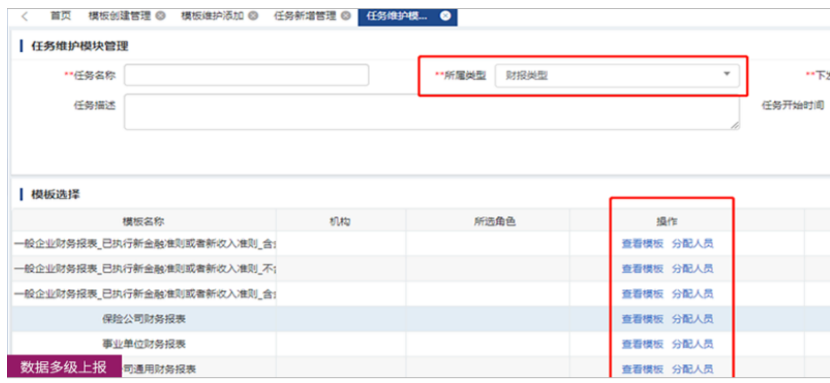 首页 模板创建管理 模板维护添加 任务新增管理 任务维护模...
任务维护模块管理
**任务名称 **所属类型 财报类型 **下发
任务描述 任务开始时间
模板选择
模板名称 机构 所选角色 操作
一般企业财务报表_已执行新金融准则或者新收入准则_含 查看模板 分配人员
一般企业财务报表_已执行新金融准则或者新收入准则_不 查看模板 分配人员
一般企业财务报表_已执行新金融准则或者新收入准则_含 查看模板 分配人员
保险公司财务报表 查看模板 分配人员
事业单位财务报表 查看模板 分配人员
数据多级上报 司通用财务报表 查看模板 分配人员